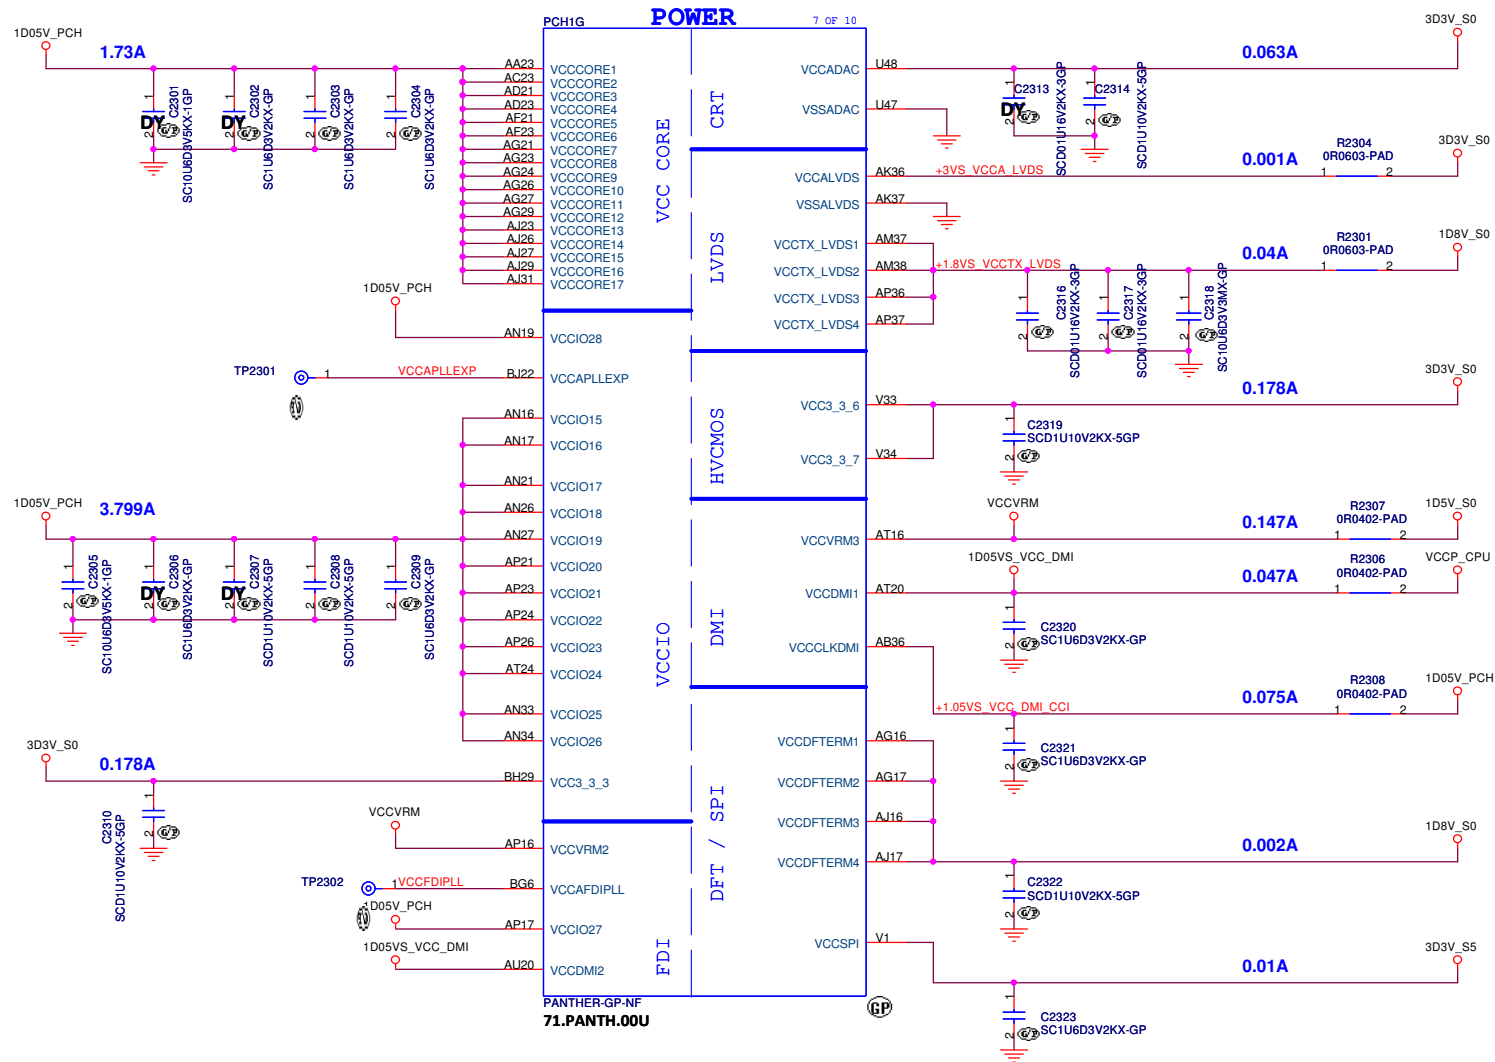 POWER
PCH1G
7 OF 10
1D05V_PCH
1.73A
C2301
SC10U6D3V5KX-1GP
DY
C2302
SC1U6D3V2KX-GP
DY
C2303
SC1U6D3V2KX-GP
C2304
SC1U6D3V2KX-GP
AA23 VCCCORE1
AC23 VCCCORE2
AD21 VCCCORE3
AD23 VCCCORE4
AF21 VCCCORE5
AF23 VCCCORE6
AG21 VCCCORE7
AG23 VCCCORE8
AG24 VCCCORE9
AG26 VCCCORE10
AG27 VCCCORE11
AG29 VCCCORE12
AJ23 VCCCORE13
AJ26 VCCCORE14
AJ27 VCCCORE15
AJ29 VCCCORE16
AJ31 VCCCORE17
VCC CORE
1D05V_PCH
AN19 VCCIO28
TP2301
1 VCCAPLLEXP
BJ22 VCCAPLLEXP
AN16 VCCIO15
AN17 VCCIO16
AN21 VCCIO17
AN26 VCCIO18
AN27 VCCIO19
AP21 VCCIO20
AP23 VCCIO21
AP24 VCCIO22
AP26 VCCIO23
AT24 VCCIO24
AN33 VCCIO25
AN34 VCCIO26
VCCIO
1D05V_PCH
3.799A
C2305
SC10U6D3V5KX-1GP
C2306
SC1U6D3V2KX-GP
DY
C2307
SCD1U10V2KX-5GP
DY
C2308
SCD1U10V2KX-5GP
C2309
SC1U6D3V2KX-GP
3D3V_S0
0.178A
BH29 VCC3_3_3
C2310
SCD1U10V2KX-5GP
VCCVRM
AP16 VCCVRM2
TP2302
1 VCCFDIPLL
BG6 VCCAFDIPLL
1D05V_PCH
AP17 VCCIO27
1D05VS_VCC_DMI
AU20 VCCDMI2
FDI
PANTHER-GP-NF
71.PANTH.00U
GP
CRT
VCCADAC U48
VSSADAC U47
0.063A
3D3V_S0
C2313
SCD01U16V2KX-3GP
DY
C2314
SCD1U10V2KX-5GP
LVDS
VCCALVDS AK36
+3VS_VCCA_LVDS
0.001A
R2304
0R0603-PAD
1 2
3D3V_S0
VSSALVDS AK37
VCCTX_LVDS1 AM37
VCCTX_LVDS2 AM38
VCCTX_LVDS3 AP36
VCCTX_LVDS4 AP37
+1.8VS_VCCTX_LVDS
0.04A
R2301
0R0603-PAD
1 2
1D8V_S0
C2316
SCD01U16V2KX-3GP
C2317
SCD01U16V2KX-3GP
C2318
SC10U6D3V3MX-GP
HVCMOS
VCC3_3_6 V33
VCC3_3_7 V34
0.178A
3D3V_S0
C2319
SCD1U10V2KX-5GP
DMI
VCCVRM
VCCVRM3 AT16
0.147A
R2307
0R0402-PAD
1 2
1D5V_S0
1D05VS_VCC_DMI
VCCDMI1 AT20
0.047A
R2306
0R0402-PAD
1 2
VCCP_CPU
C2320
SC1U6D3V2KX-GP
VCCCLKDMI AB36
+1.05VS_VCC_DMI_CCI
0.075A
R2308
0R0402-PAD
1 2
1D05V_PCH
C2321
SC1U6D3V2KX-GP
DFT / SPI
VCCDFTERM1 AG16
VCCDFTERM2 AG17
VCCDFTERM3 AJ16
VCCDFTERM4 AJ17
0.002A
1D8V_S0
C2322
SCD1U10V2KX-5GP
VCCSPI V1
0.01A
3D3V_S5
C2323
SC1U6D3V2KX-GP